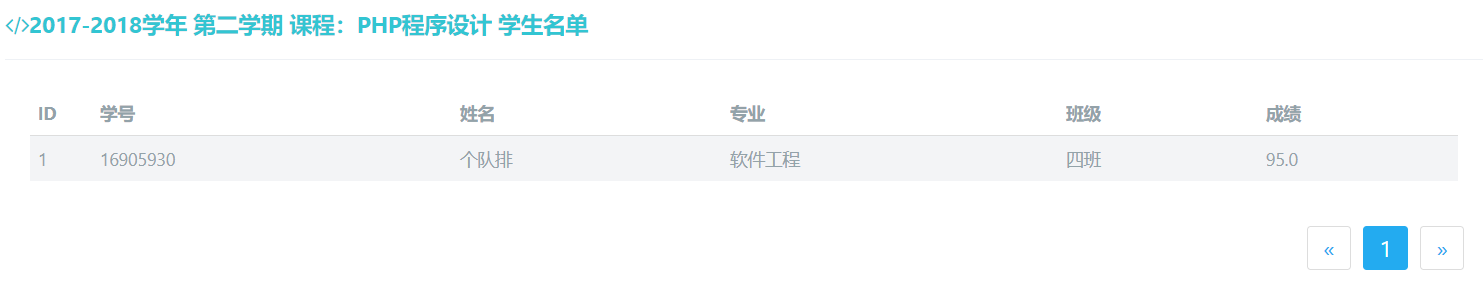 </>2017-2018学年 第二学期 课程：PHP程序设计 学生名单
ID 学号 姓名 专业 班级 成绩
1 16905930 个队排 软件工程 四班 95.0
« 1 »